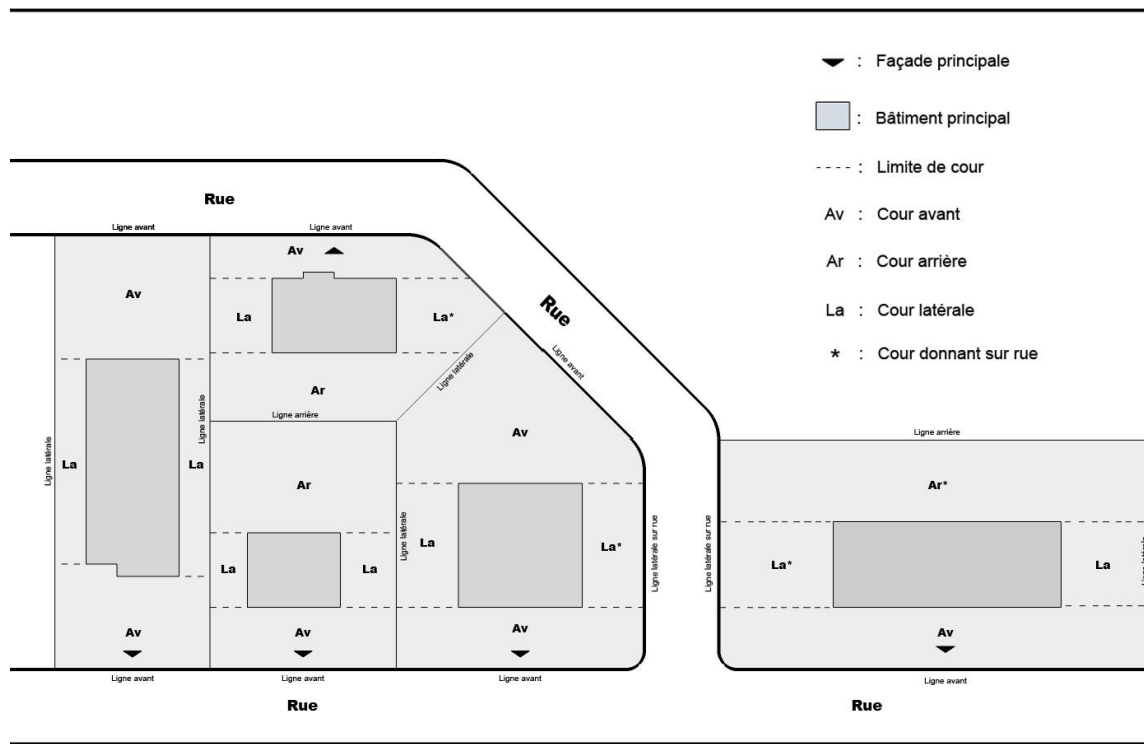 : Façade principale
: Bâtiment principal
---- : Limite de cour
Av : Cour avant
Ar : Cour arrière
La : Cour latérale
* : Cour donnant sur rue
Rue
Ligne avant
Ligne avant
Av
Av
La
La*
Rue
Ligne avant
Ligne latérale
Ar
Ligne arrière
Ligne latérale
Ligne latérale
La
La
Av
Ligne arrière
Ar
Ar*
Ligne latérale
La
La*
Ligne latérale sur rue
Ligne latérale sur rue
La*
La
Ligne latérale
La
La
Av
Av
Av
Av
Ligne avant
Ligne avant
Ligne avant
Ligne avant
Rue
Rue